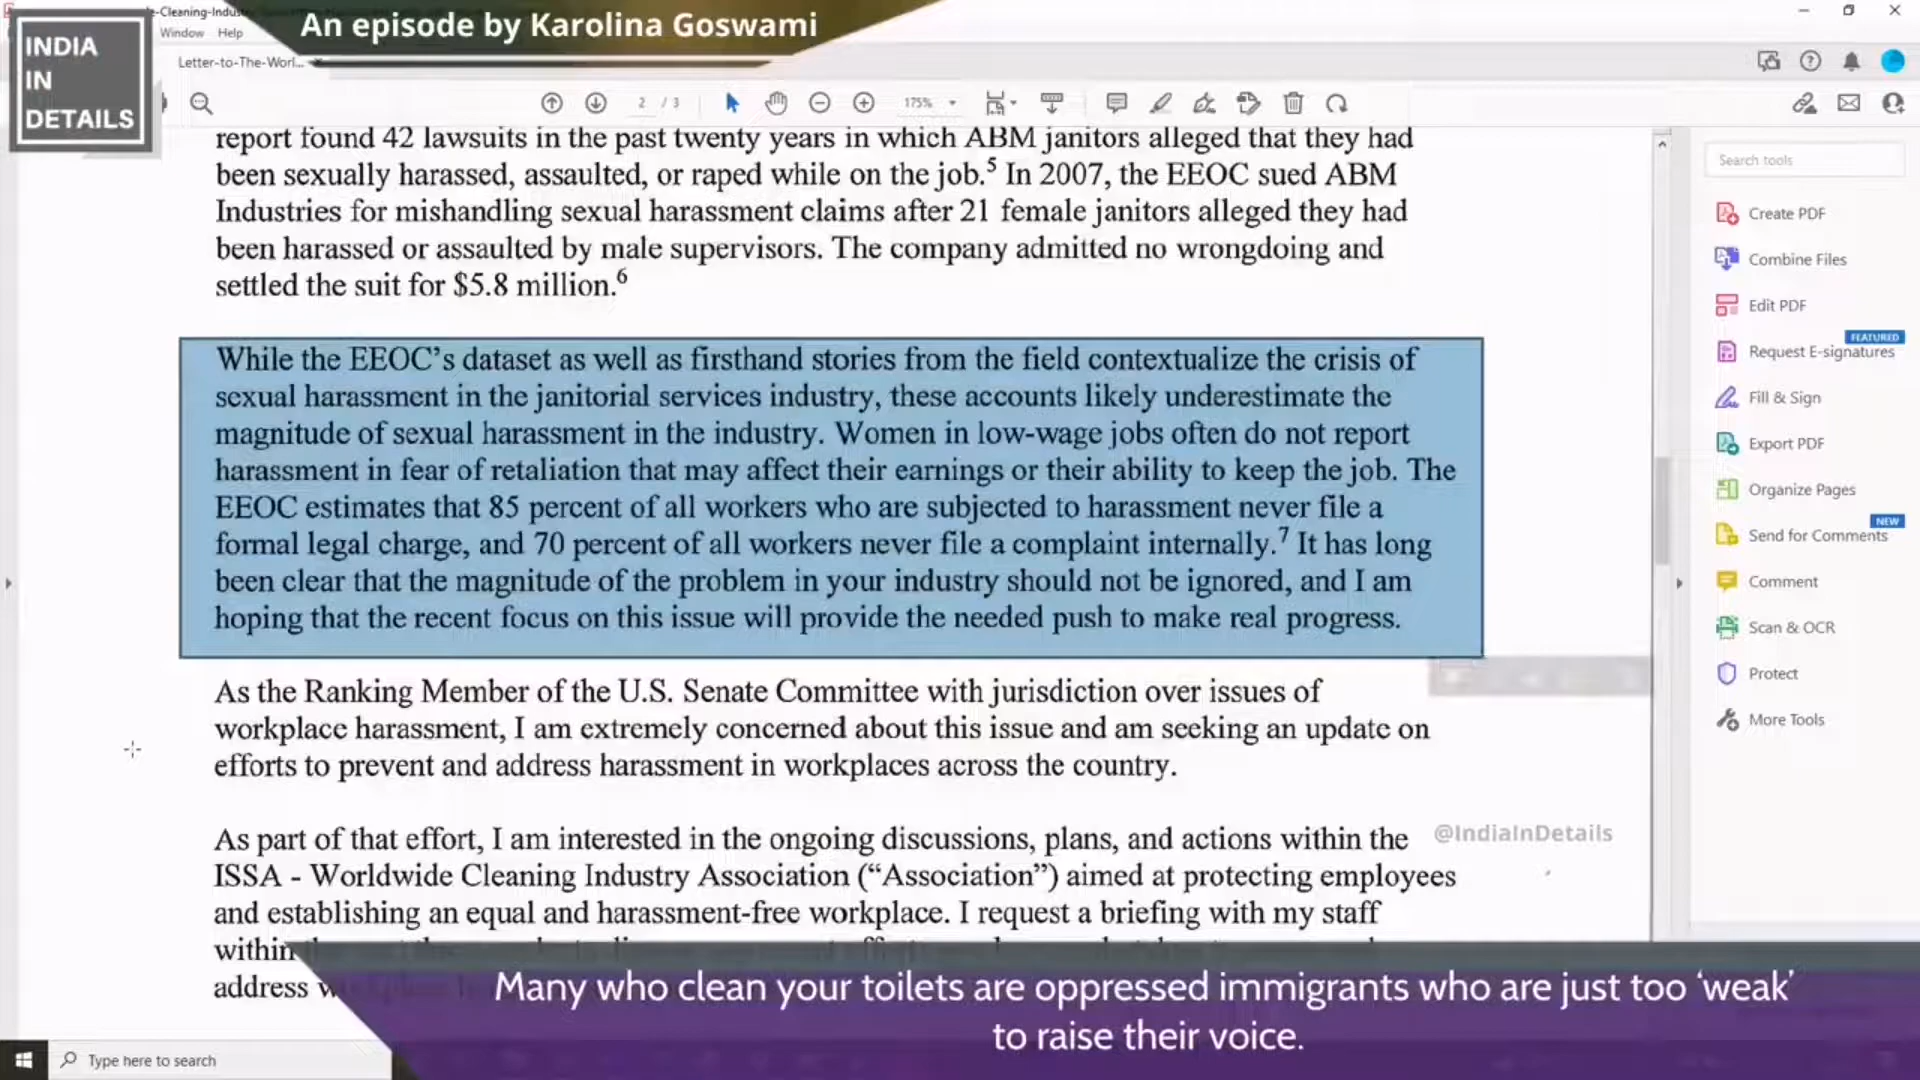 e-Cleaning-Indus
An episode by Karolina Goswami
INDIA
IN
DETAILS
Window Help
Letter-to-The-Worl...
2 / 3
175%
report found 42 lawsuits in the past twenty years in which ABM janitors alleged that they had
been sexually harassed, assaulted, or raped while on the job.5 In 2007, the EEOC sued ABM
Industries for mishandling sexual harassment claims after 21 female janitors alleged they had
been harassed or assaulted by male supervisors. The company admitted no wrongdoing and
settled the suit for $5.8 million.6
While the EEOC’s dataset as well as firsthand stories from the field contextualize the crisis of
sexual harassment in the janitorial services industry, these accounts likely underestimate the
magnitude of sexual harassment in the industry. Women in low-wage jobs often do not report
harassment in fear of retaliation that may affect their earnings or their ability to keep the job. The
EEOC estimates that 85 percent of all workers who are subjected to harassment never file a
formal legal charge, and 70 percent of all workers never file a complaint internally.7 It has long
been clear that the magnitude of the problem in your industry should not be ignored, and I am
hoping that the recent focus on this issue will provide the needed push to make real progress.
As the Ranking Member of the U.S. Senate Committee with jurisdiction over issues of
workplace harassment, I am extremely concerned about this issue and am seeking an update on
efforts to prevent and address harassment in workplaces across the country.
As part of that effort, I am interested in the ongoing discussions, plans, and actions within the
ISSA - Worldwide Cleaning Industry Association (“Association”) aimed at protecting employees
and establishing an equal and harassment-free workplace. I request a briefing with my staff
within
address
@IndiaInDetails
Search tools
Create PDF
Combine Files
Edit PDF
FEATURED
Request E-signatures
Fill & Sign
Export PDF
Organize Pages
NEW
Send for Comments
Comment
Scan & OCR
Protect
More Tools
Many who clean your toilets are oppressed immigrants who are just too ‘weak’
to raise their voice.
Type here to search